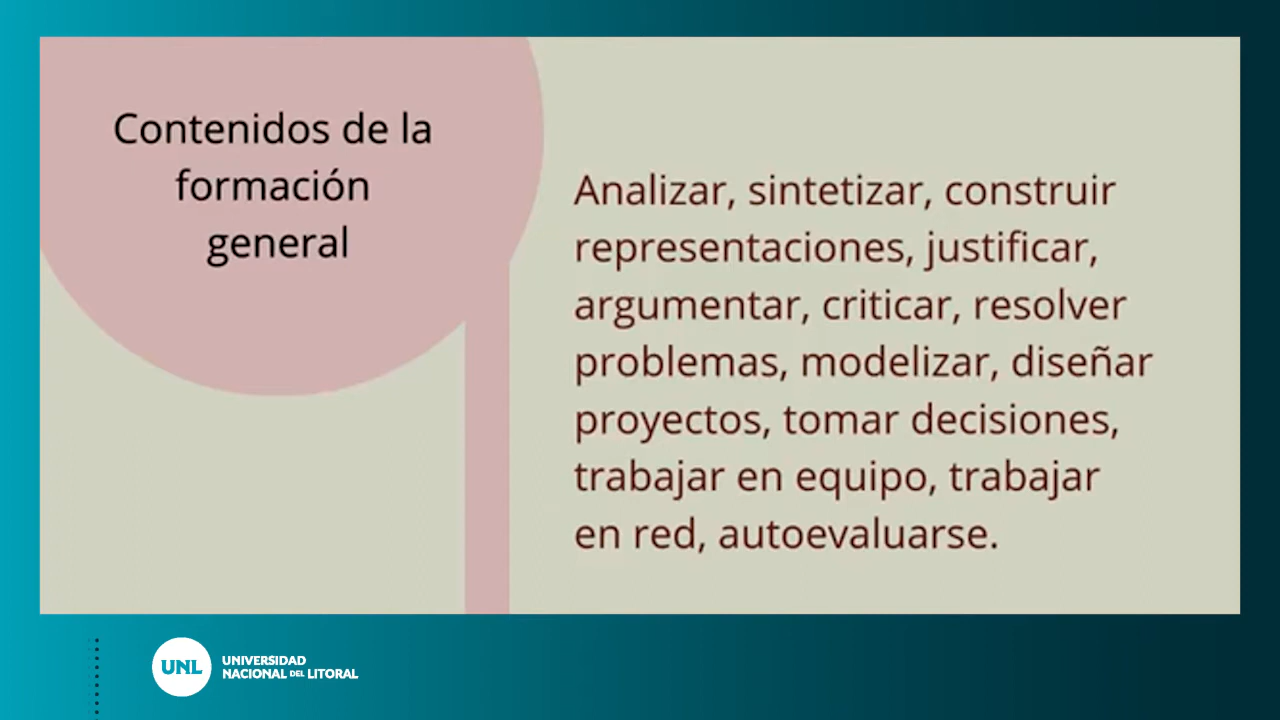 Contenidos de la
formación
general
Analizar, sintetizar, construir
representaciones, justificar,
argumentar, criticar, resolver
problemas, modelizar, diseñar
proyectos, tomar decisiones,
trabajar en equipo, trabajar
en red, autoevaluarse.
UNL
UNIVERSIDAD
NACIONAL DEL LITORAL